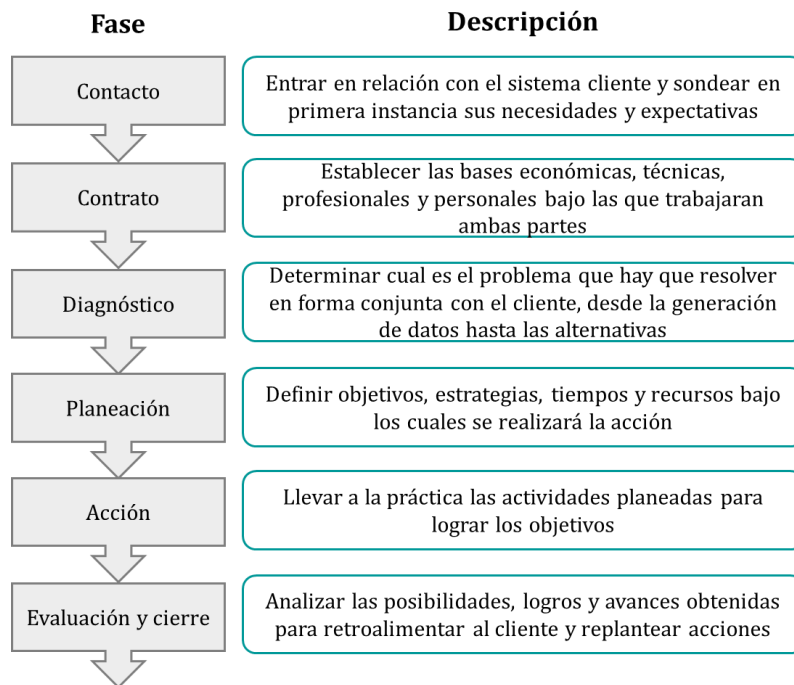 Fase
Descripción
Contacto
Entrar en relación con el sistema cliente y sondear en
primera instancia sus necesidades y expectativas
Contrato
Establecer las bases económicas, técnicas,
profesionales y personales bajo las que trabajaran
ambas partes
Diagnóstico
Determinar cual es el problema que hay que resolver
en forma conjunta con el cliente, desde la generación
de datos hasta las alternativas
Planeación
Definir objetivos, estrategias, tiempos y recursos bajo
los cuales se realizará la acción
Acción
Llevar a la práctica las actividades planeadas para
lograr los objetivos
Evaluación y cierre
Analizar las posibilidades, logros y avances obtenidas
para retroalimentar al cliente y replantear acciones